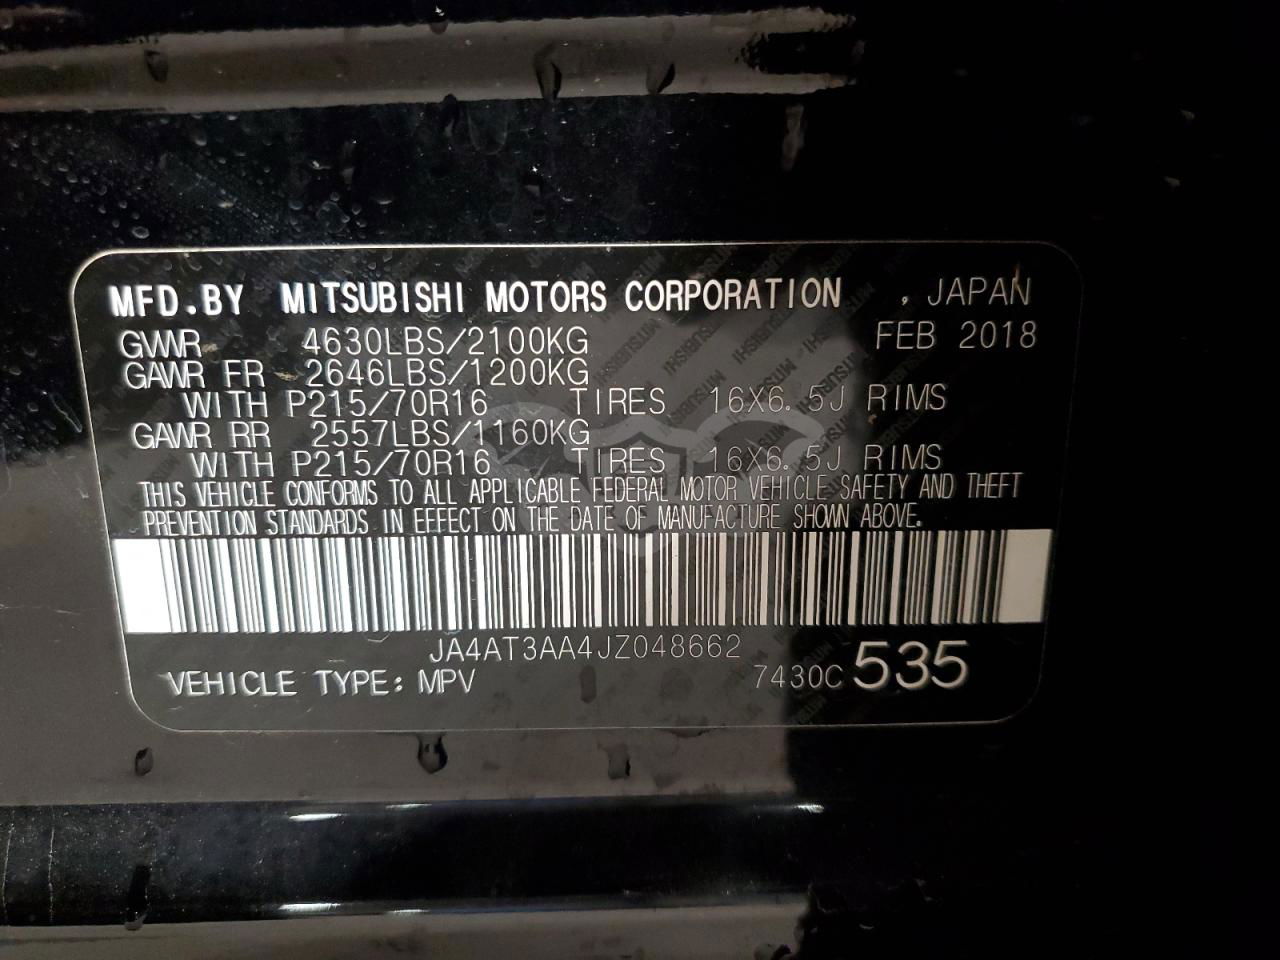 MFD.BY MITSUBISHI MOTORS CORPORATION , JAPAN
GVWR 4630LBS/2100KG FEB 2018
GAWR FR 2646LBS/1200KG
WITH P215/70R16 TIRES 16X6.5J RIMS
GAWR RR 2557LBS/1160KG
WITH P215/70R16 TIRES 16X6.5J RIMS
THIS VEHICLE CONFORMS TO ALL APPLICABLE FEDERAL MOTOR VEHICLE SAFETY AND THEFT
PREVENTION STANDARDS IN EFFECT ON THE DATE OF MANUFACTURE SHOWN ABOVE.
JA4AT3AA4JZ048662
VEHICLE TYPE: MPV 7430C 535